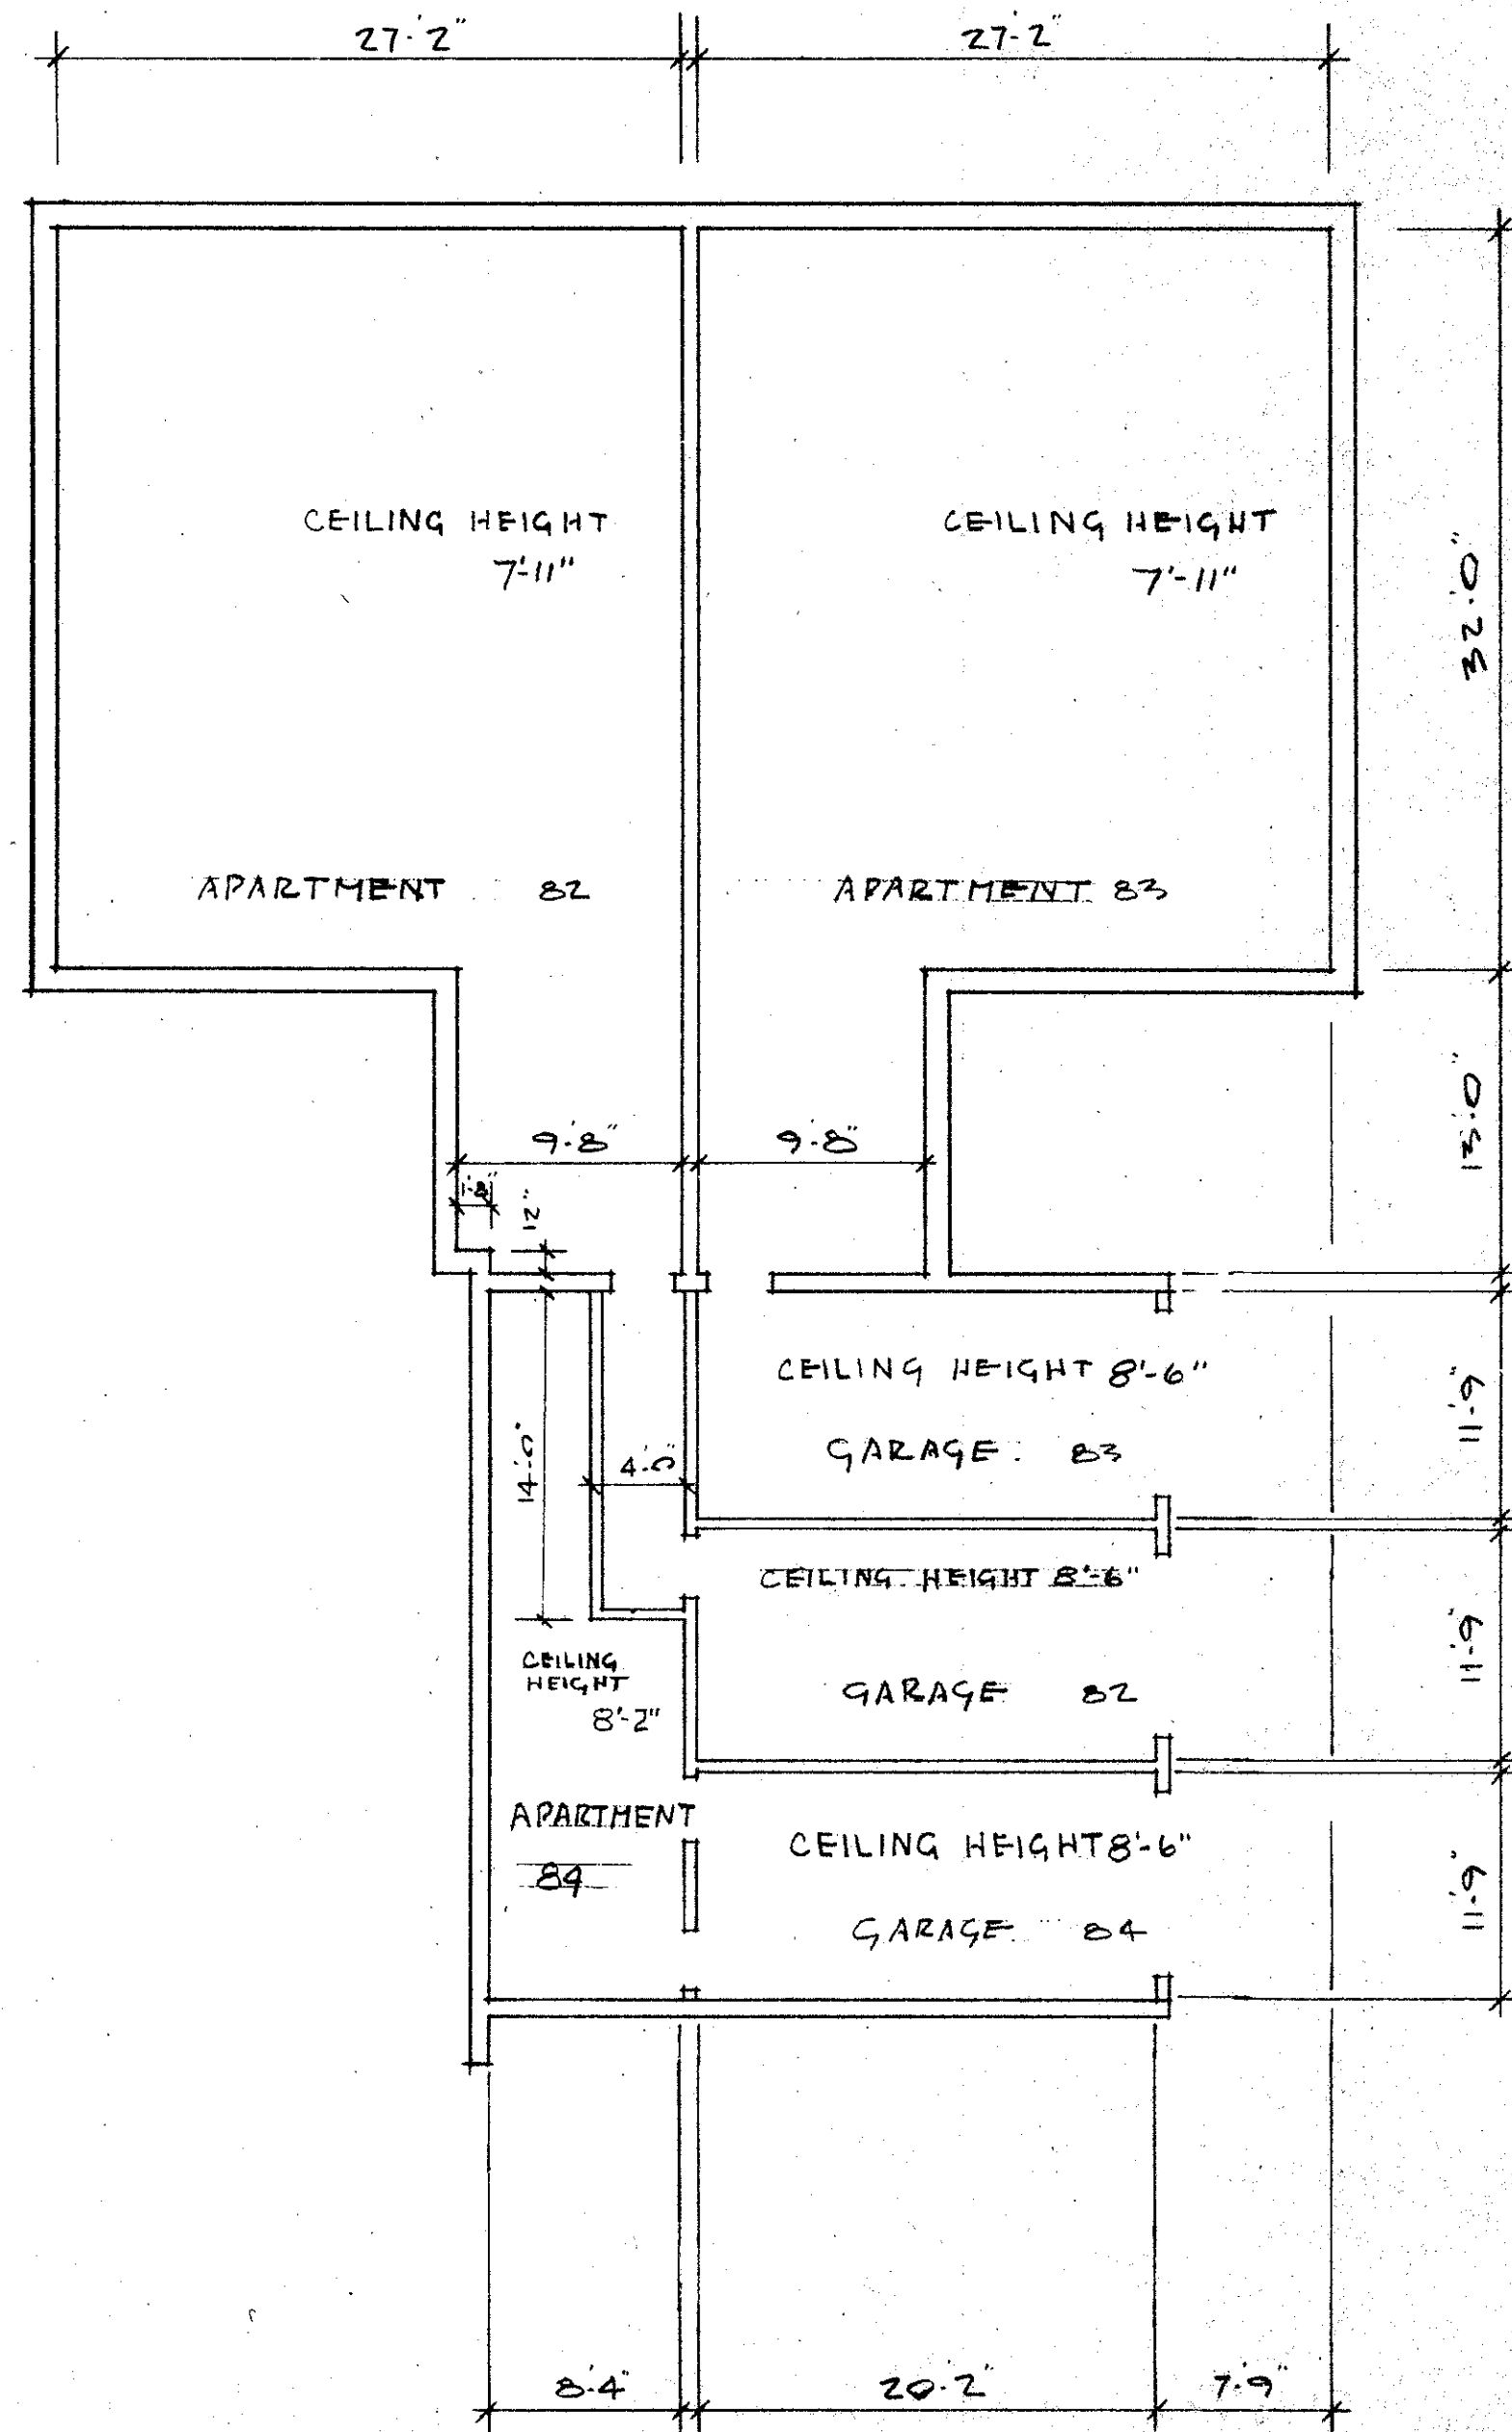 27'-2"
27'-2"
CEILING HEIGHT
7'-11"
CEILING HEIGHT
7'-11"
32'-0"
APARTMENT 82
APARTMENT 83
13'-0"
9'-8"
9'-8"
1'-8"
12"
CEILING HEIGHT 8'-6"
GARAGE 83
11'-9"
14'-0"
4'-0"
CEILING HEIGHT 8'-6"
GARAGE 82
11'-9"
CEILING
HEIGHT
8'-2"
APARTMENT
84
CEILING HEIGHT 8'-6"
GARAGE 84
11'-9"
8'-4"
20'-2"
7'-9"